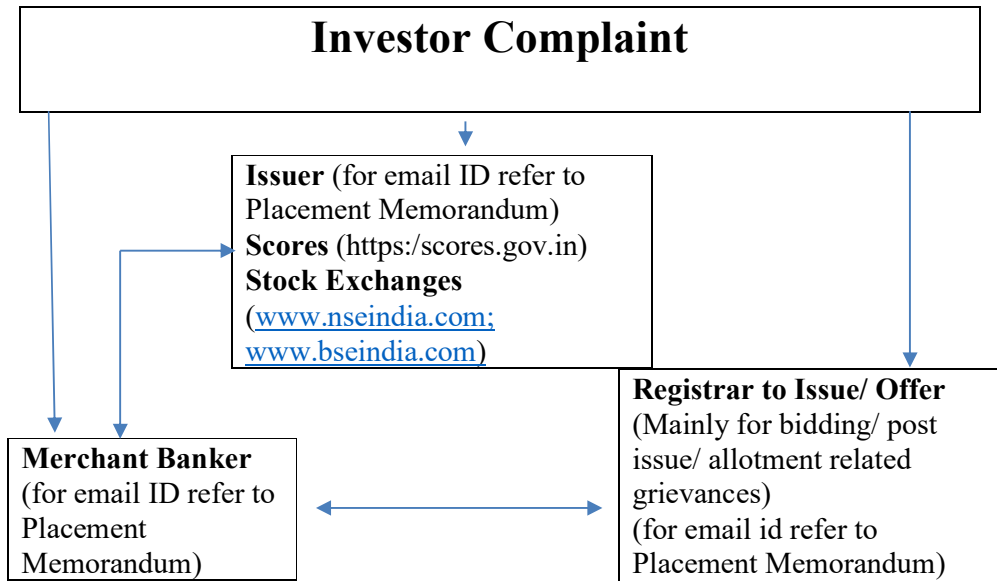 Investor Complaint
Issuer (for email ID refer to
Placement Memorandum)
Scores (https:/scores.gov.in)
Stock Exchanges
(www.nseindia.com;
www.bseindia.com)
Merchant Banker
(for email ID refer to
Placement
Memorandum)
Registrar to Issue/ Offer
(Mainly for bidding/ post
issue/ allotment related
grievances)
(for email id refer to
Placement Memorandum)